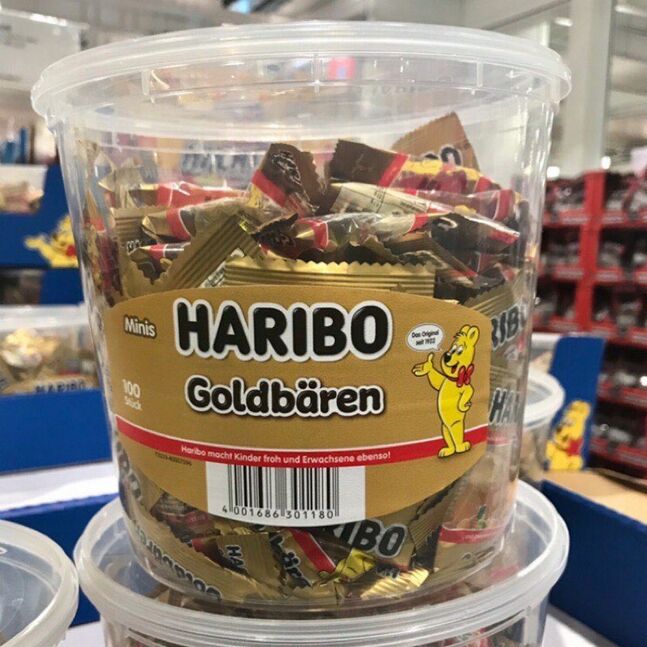 Minis
HARIBO
Das Original
seit 1922
Goldbären
100
Stück
Haribo macht Kinder froh und Erwachsene ebenso!
4 001686 301180
HARIBO